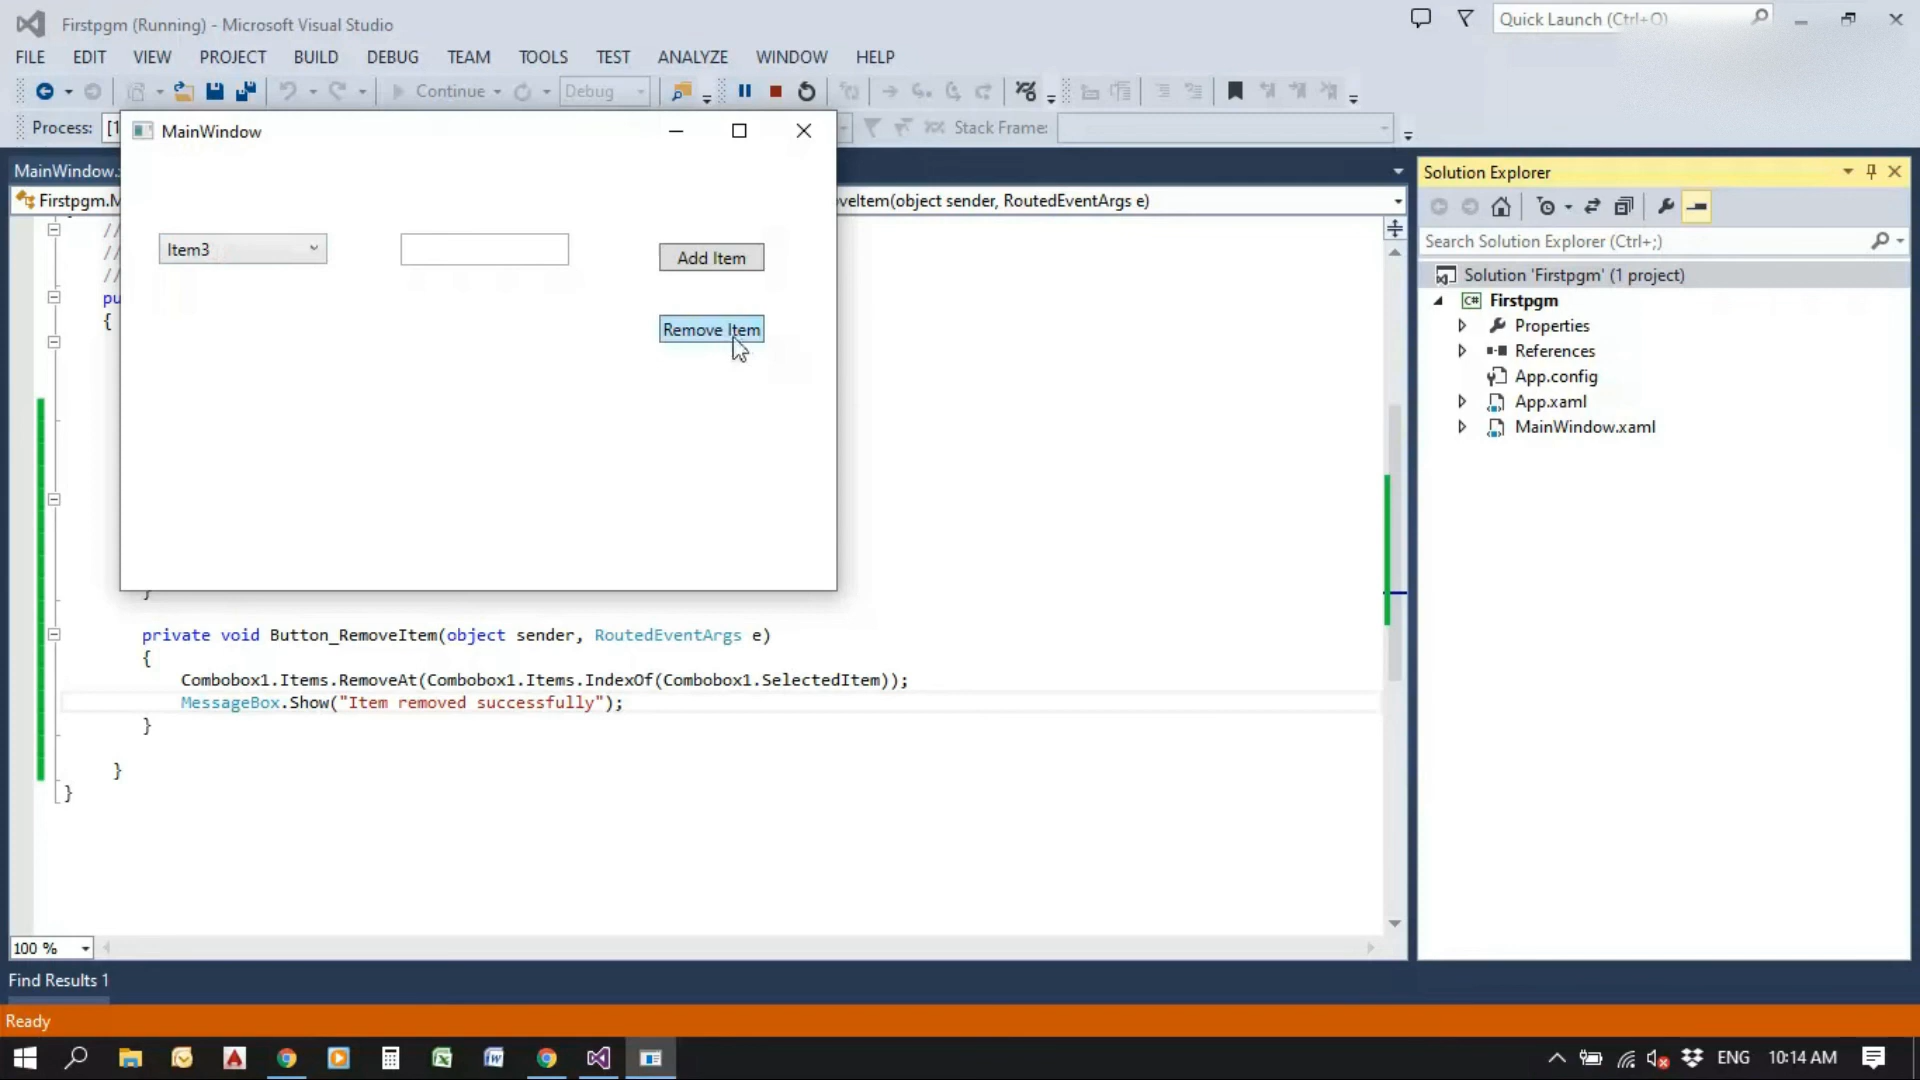 Firstpgm (Running) - Microsoft Visual Studio
Quick Launch (Ctrl+Q)
FILE EDIT VIEW PROJECT BUILD DEBUG TEAM TOOLS TEST ANALYZE WINDOW HELP
Continue Debug
Process: [1 Stack Frame:
MainWindow
MainWindow.
Firstpgm.M veItem(object sender, RoutedEventArgs e)
//
//
//
pu
{
Item3
Add Item
Remove Item
}
private void Button_RemoveItem(object sender, RoutedEventArgs e)
{
Combobox1.Items.RemoveAt(Combobox1.Items.IndexOf(Combobox1.SelectedItem));
MessageBox.Show("Item removed successfully");
}
}
}
100 %
Solution Explorer
Search Solution Explorer (Ctrl+;)
Solution 'Firstpgm' (1 project)
C# Firstpgm
Properties
References
App.config
App.xaml
MainWindow.xaml
Find Results 1
Ready
ENG 10:14 AM